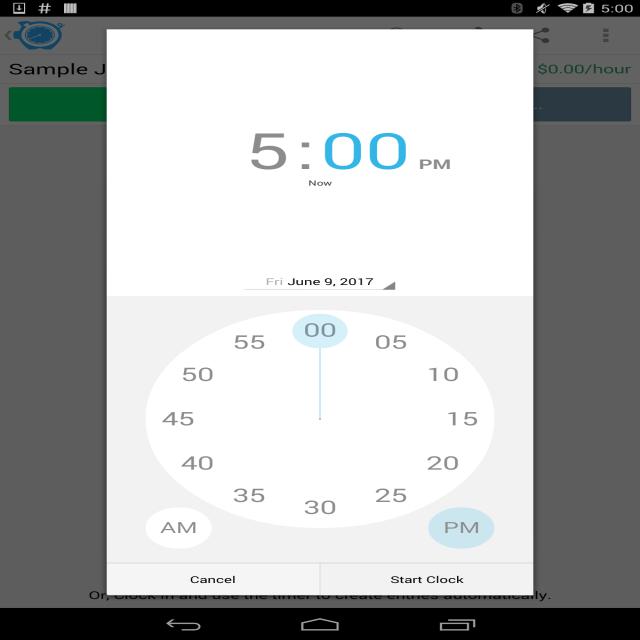 5:00
Sample J
$0.00/hour
5:00 PM
Now
Fri June 9, 2017
00
55 05
50 10
45 15
40 20
35 25
30
AM PM
Cancel Start Clock
Or, Clock in and use the timer to create entries automatically.